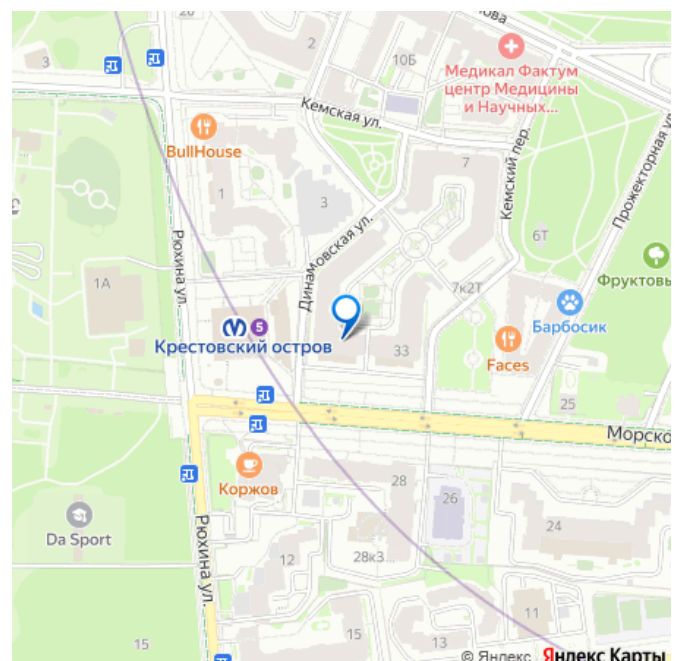 2
10Б
нова
3
Медикал Фактум
центр Медицины
и Научных...
Кемская ул.
BullHouse
7
Кемский пер.
Прожекторная ул
1
3
Рюхина ул.
Динамовская ул.
6Т
1А
7к2Т
Фруктовы
5
Барбосик
Крестовский остров
33
Faces
25
Морско
Коржов
28
26
Da Sport
Рюхина ул.
24
28к3...
12
11
15
15
13
© Яндекс Яндекс Карты